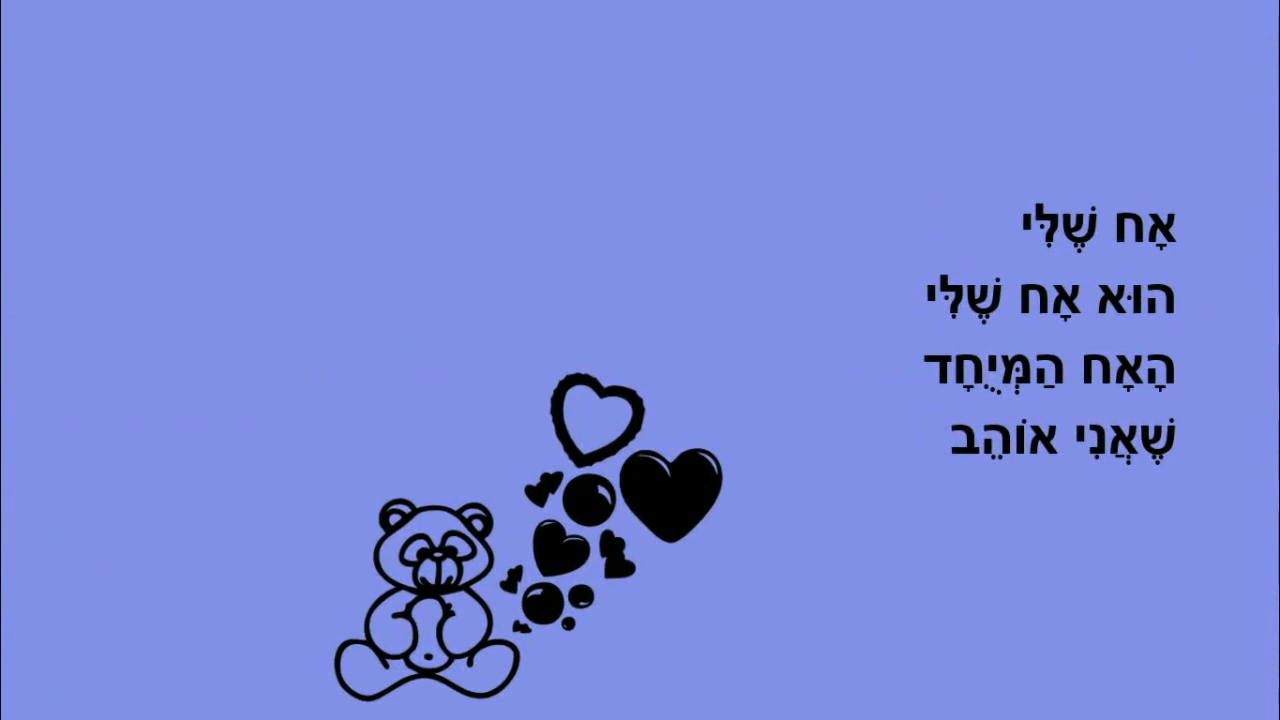 אָח שֶׁלִּי
הוּא אָח שֶׁלִּי
הָאָח הַמְּיֻחָד
שֶׁאֲנִי אוֹהֵב